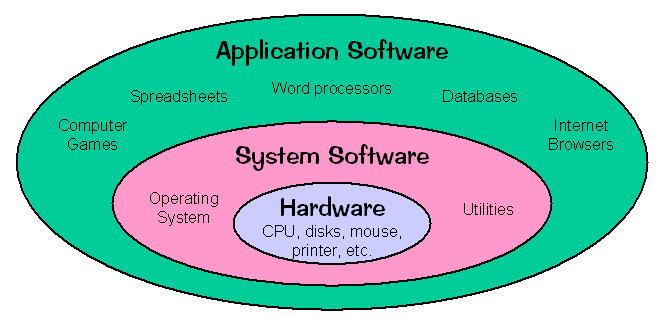 Application Software
Word processors
Spreadsheets
Databases
Computer
Games
Internet
Browsers
System Software
Operating
System
Utilities
Hardware
CPU, disks, mouse,
printer, etc.